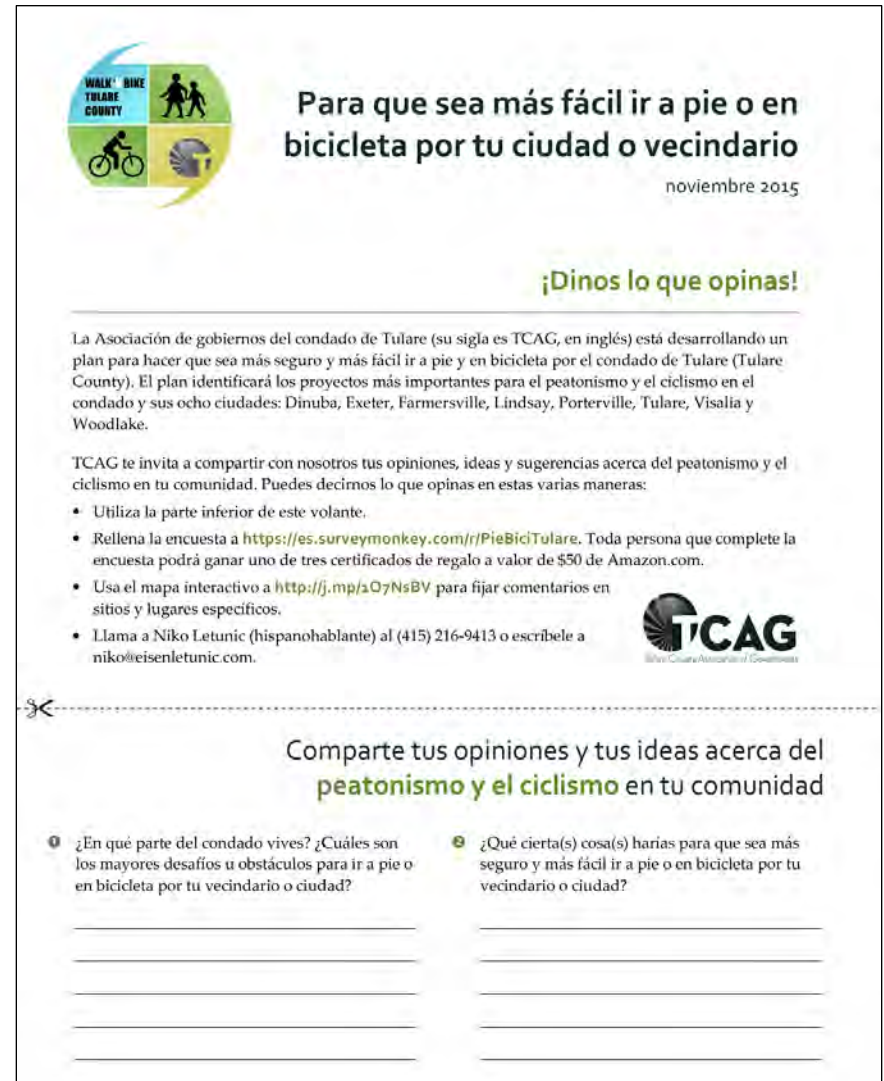 WALK 'N BIKE
TULARE
COUNTY
Para que sea más fácil ir a pie o en
bicicleta por tu ciudad o vecindario
noviembre 2015
¡Dinos lo que opinas!
La Asociación de gobiernos del condado de Tulare (su sigla es TCAG, en inglés) está desarrollando un
plan para hacer que sea más seguro y más fácil ir a pie y en bicicleta por el condado de Tulare (Tulare
County). El plan identificará los proyectos más importantes para el peatonismo y el ciclismo en el
condado y sus ocho ciudades: Dinuba, Exeter, Farmersville, Lindsay, Porterville, Tulare, Visalia y
Woodlake.
TCAG te invita a compartir con nosotros tus opiniones, ideas y sugerencias acerca del peatonismo y el
ciclismo en tu comunidad. Puedes decirnos lo que opinas en estas varias maneras:
• Utiliza la parte inferior de este volante.
• Rellena la encuesta a https://es.surveymonkey.com/r/PieBiciTulare. Toda persona que complete la
encuesta podrá ganar uno de tres certificados de regalo a valor de $50 de Amazon.com.
• Usa el mapa interactivo a http://j.mp/1O7NsBV para fijar comentarios en
sitios y lugares específicos.
• Llama a Niko Letunic (hispanohablante) al (415) 216-9413 o escríbele a
niko@eisenletunic.com.
TCAG
Tulare County Association of Governments
Comparte tus opiniones y tus ideas acerca del
peatonismo y el ciclismo en tu comunidad
1 ¿En qué parte del condado vives? ¿Cuáles son
los mayores desafíos u obstáculos para ir a pie o
en bicicleta por tu vecindario o ciudad?
2 ¿Qué cierta(s) cosa(s) harías para que sea más
seguro y más fácil ir a pie o en bicicleta por tu
vecindario o ciudad?